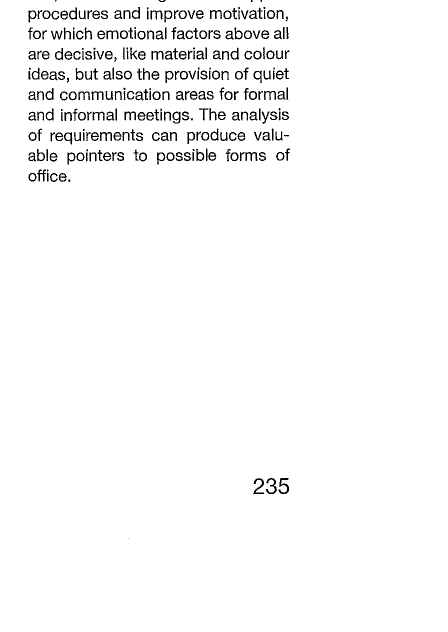 procedures and improve motivation,
for which emotional factors above all
are decisive, like material and colour
ideas, but also the provision of quiet
and communication areas for formal
and informal meetings. The analysis
of requirements can produce valu-
able pointers to possible forms of
office.
235